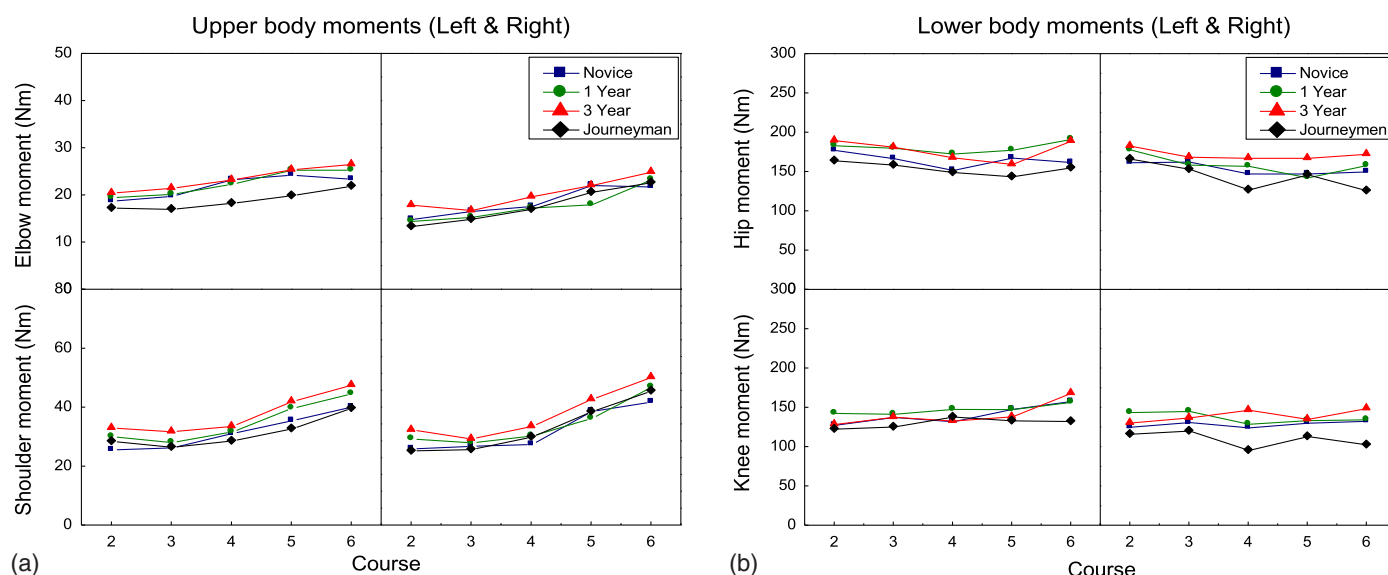 Upper body moments (Left & Right)
50
40
30
20
10
0
Elbow moment (Nm)
Novice
1 Year
3 Year
Journeyman
80
60
40
20
0
Shoulder moment (Nm)
2 3 4 5 6 2 3 4 5 6
Course
(a)
Lower body moments (Left & Right)
300
250
200
150
100
50
0
Hip moment (Nm)
Novice
1 Year
3 Year
Journeymen
300
250
200
150
100
50
0
Knee moment (Nm)
2 3 4 5 6 2 3 4 5 6
Course
(b)